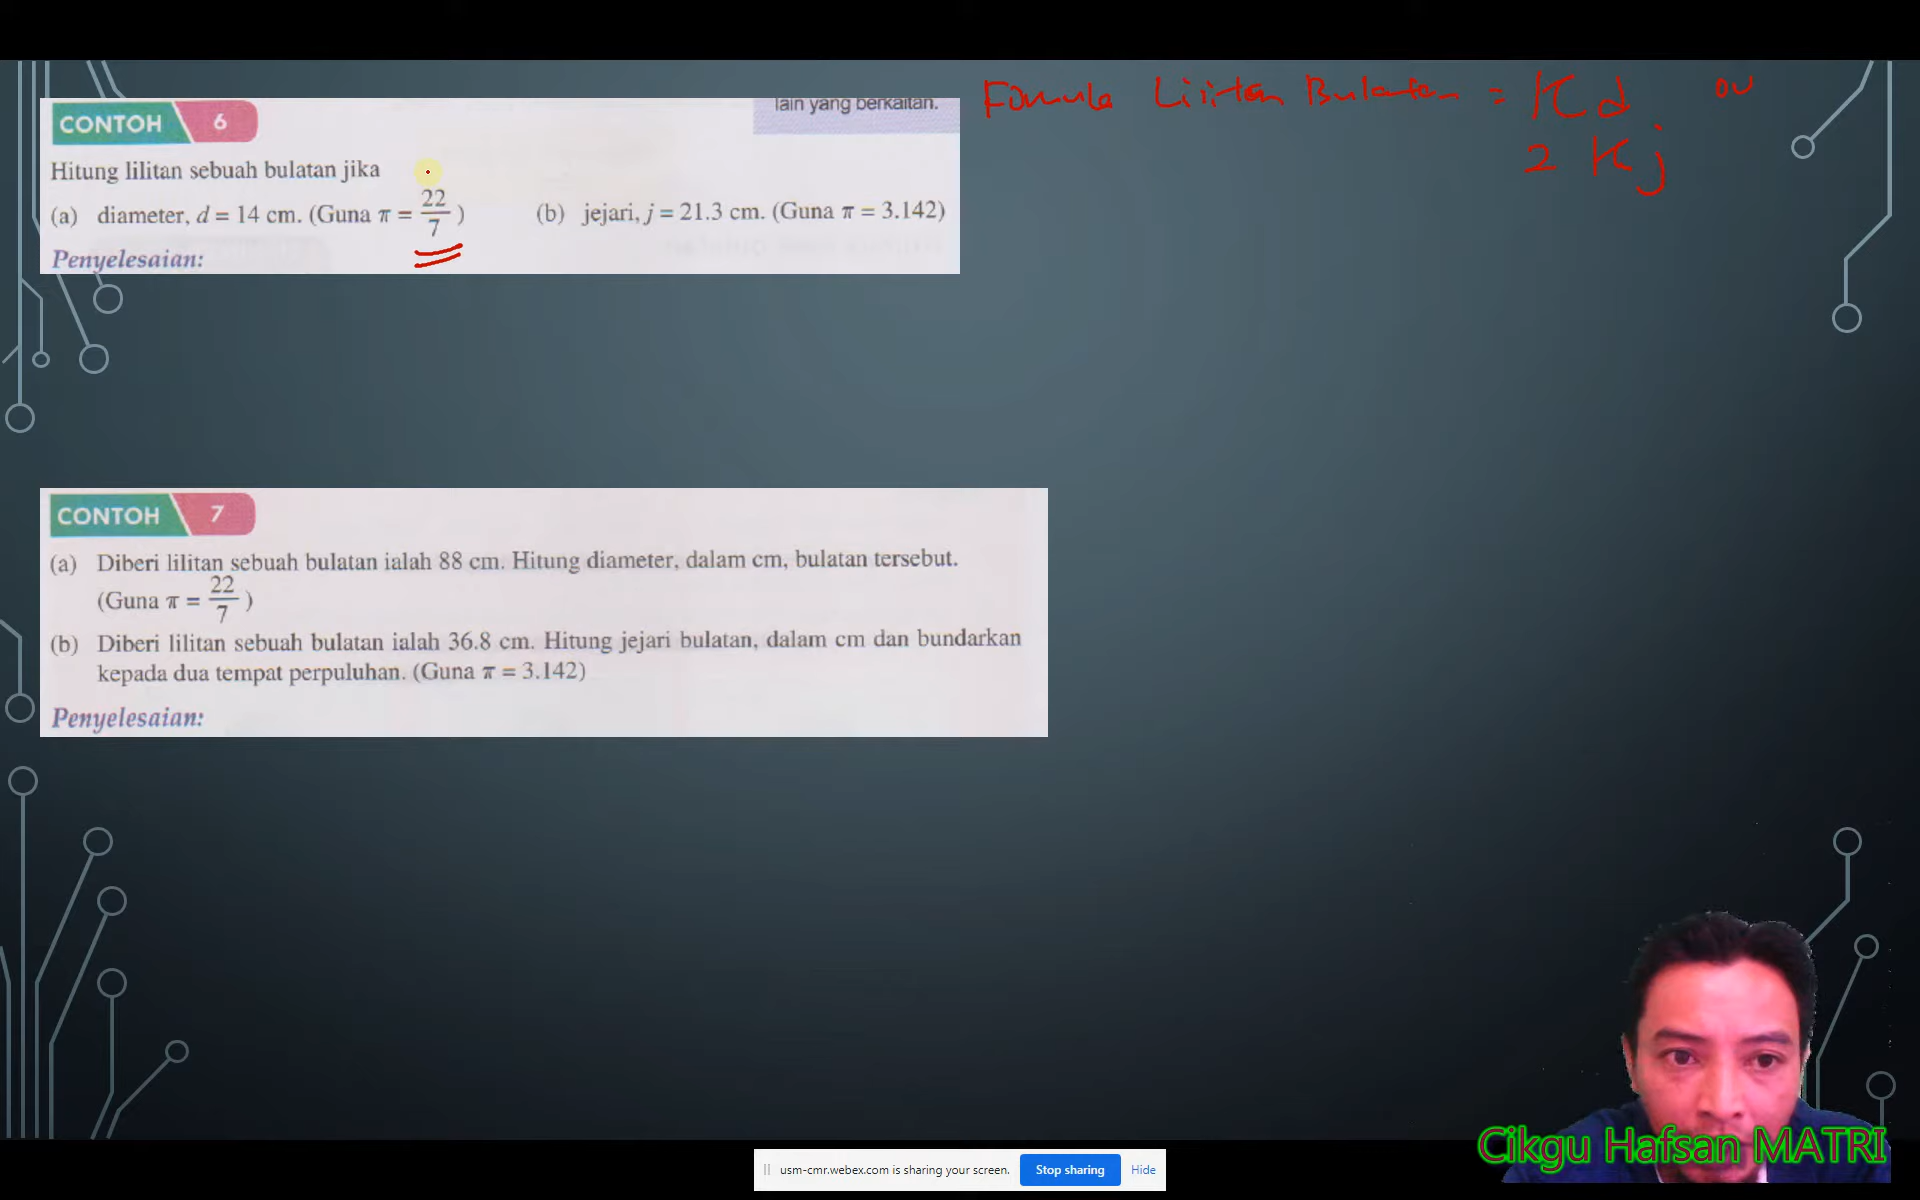 lain yang berkaitan.
Formula Lilitan Bulatan = πd or
2πj
CONTOH 6
Hitung lilitan sebuah bulatan jika
(a) diameter, d = 14 cm. (Guna π = 22/7) (b) jejari, j = 21.3 cm. (Guna π = 3.142)
Penyelesaian:
CONTOH 7
(a) Diberi lilitan sebuah bulatan ialah 88 cm. Hitung diameter, dalam cm, bulatan tersebut.
(Guna π = 22/7)
(b) Diberi lilitan sebuah bulatan ialah 36.8 cm. Hitung jejari bulatan, dalam cm dan bundarkan
kepada dua tempat perpuluhan. (Guna π = 3.142)
Penyelesaian:
Cikgu Hafsan MATRI
usm-cmr.webex.com is sharing your screen. Stop sharing Hide